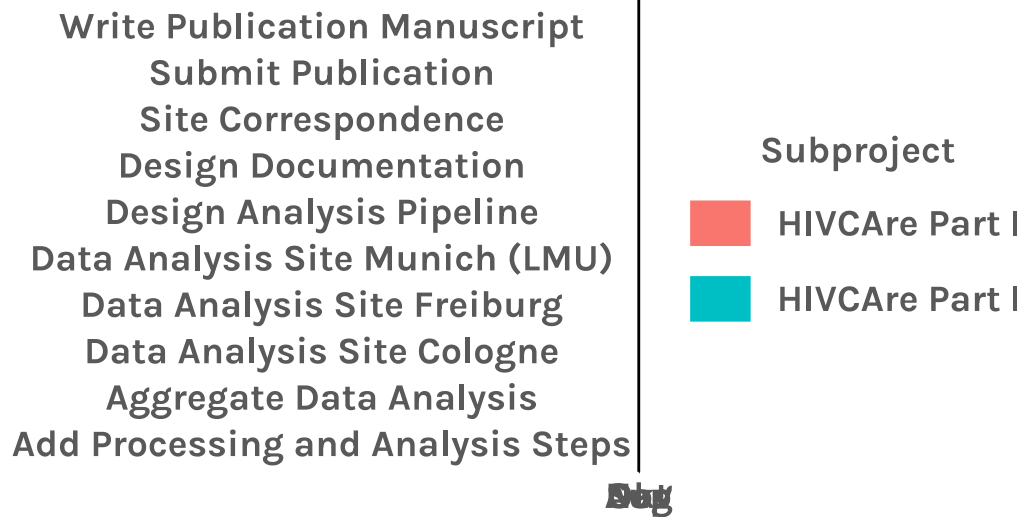 Write Publication Manuscript
Submit Publication
Site Correspondence
Design Documentation
Design Analysis Pipeline
Data Analysis Site Munich (LMU)
Data Analysis Site Freiburg
Data Analysis Site Cologne
Aggregate Data Analysis
Add Processing and Analysis Steps
Subproject
HIVCAre Part I
HIVCAre Part I